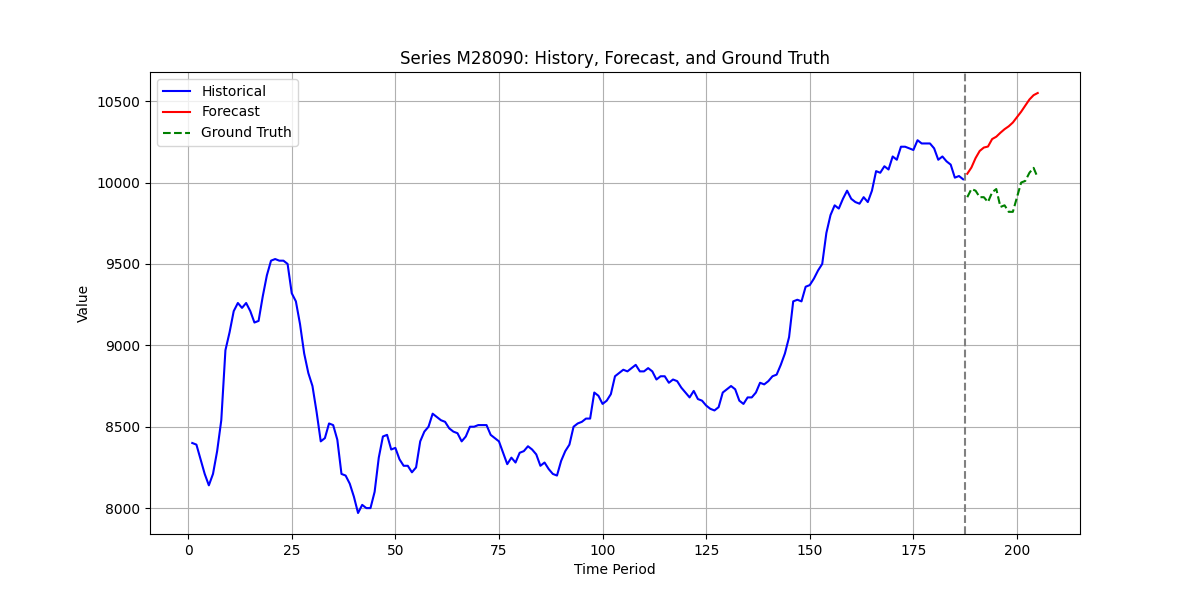 Series M28090: History, Forecast, and Ground Truth
Historical
Forecast
Ground Truth
10500
10000
9500
9000
8500
8000
Value
0 25 50 75 100 125 150 175 200
Time Period